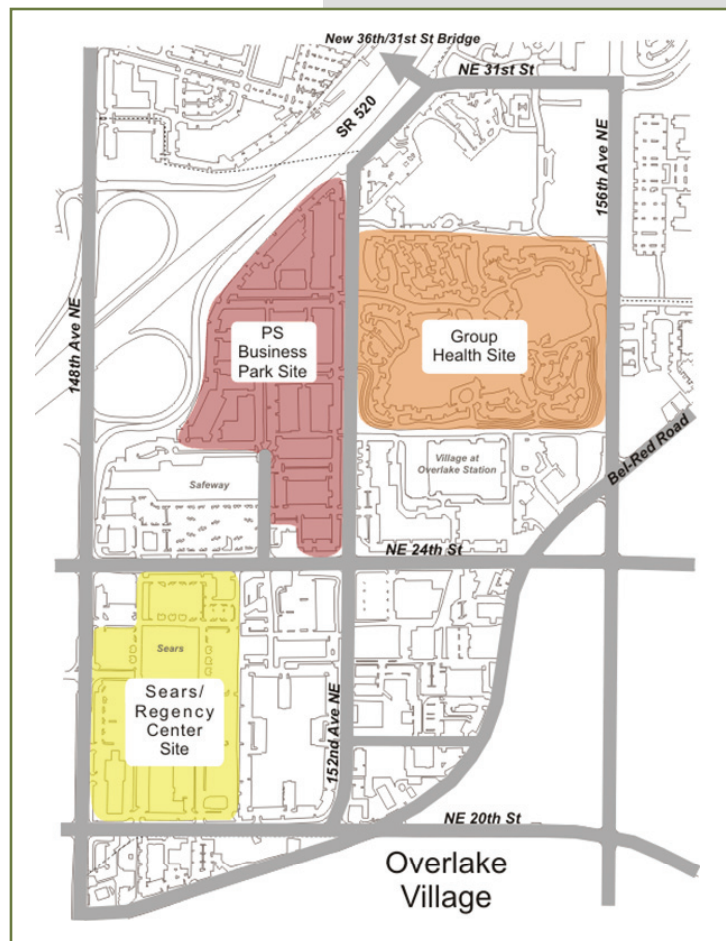 New 36th/31st St Bridge
NE 31st St
SR 520
156th Ave NE
148th Ave NE
PS
Business
Park Site
Group
Health Site
Bel-Red Road
Safeway
Village at
Overlake Station
NE 24th St
Sears
Sears/
Regency
Center
Site
152nd Ave NE
NE 20th St
Overlake
Village